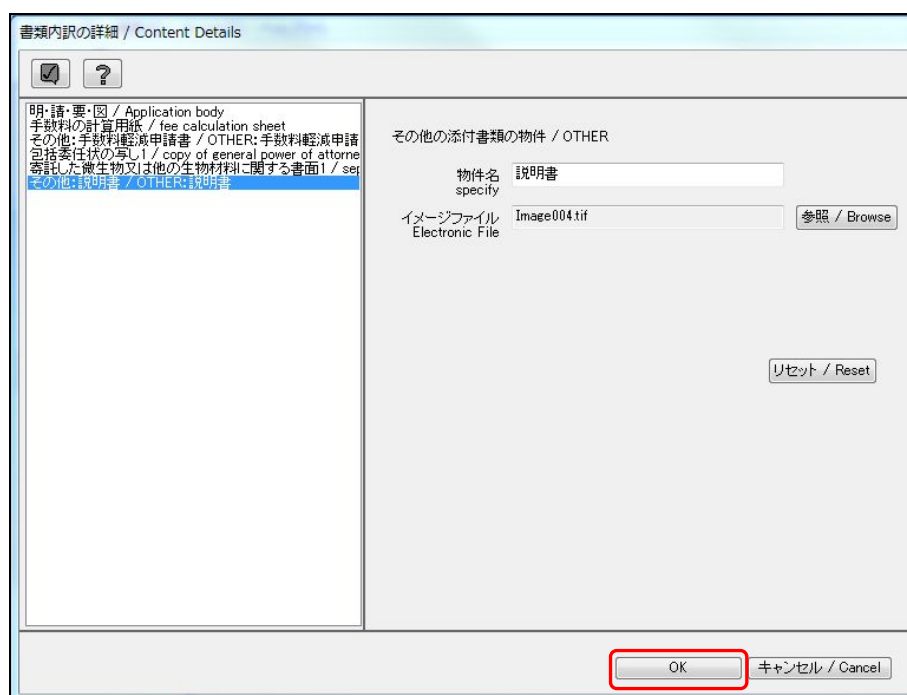 書類内訳の詳細 / Content Details
?
明・請・要・図 / Application body
手数料の計算用紙 / fee calculation sheet
その他:手数料軽減申請書 / OTHER:手数料軽減申請
包括委任状の写し1 / copy of general power of attorne
寄託した微生物又は他の生物材料に関する書面1 / sep
その他:説明書 / OTHER:説明書
その他の添付書類の物件 / OTHER
物件名 説明書
specify
イメージファイル Image004.tif 参照 / Browse
Electronic File
リセット / Reset
OK キャンセル / Cancel